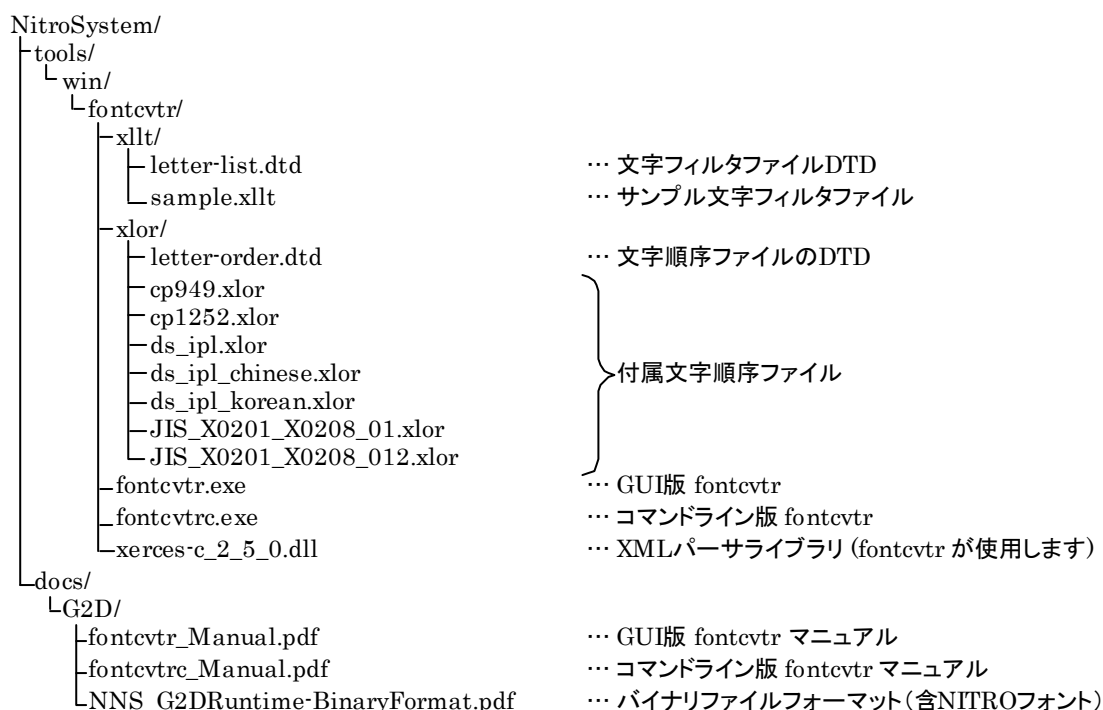 NitroSystem/
tools/
win/
fontcvtr/
xllt/
letter-list.dtd … 文字フィルタファイルDTD
sample.xllt … サンプル文字フィルタファイル
xlor/
letter-order.dtd … 文字順序ファイルのDTD
cp949.xlor
cp1252.xlor
ds_ipl.xlor
ds_ipl_chinese.xlor 付属文字順序ファイル
ds_ipl_korean.xlor
JIS_X0201_X0208_01.xlor
JIS_X0201_X0208_012.xlor
fontcvtr.exe … GUI版 fontcvtr
fontcvtrc.exe … コマンドライン版 fontcvtr
xerces-c_2_5_0.dll … XMLパーサライブラリ (fontcvtr が使用します)
docs/
G2D/
fontcvtr_Manual.pdf … GUI版 fontcvtr マニュアル
fontcvtrc_Manual.pdf … コマンドライン版 fontcvtr マニュアル
NNS_G2DRuntime-BinaryFormat.pdf … バイナリファイルフォーマット(含NITROフォント)